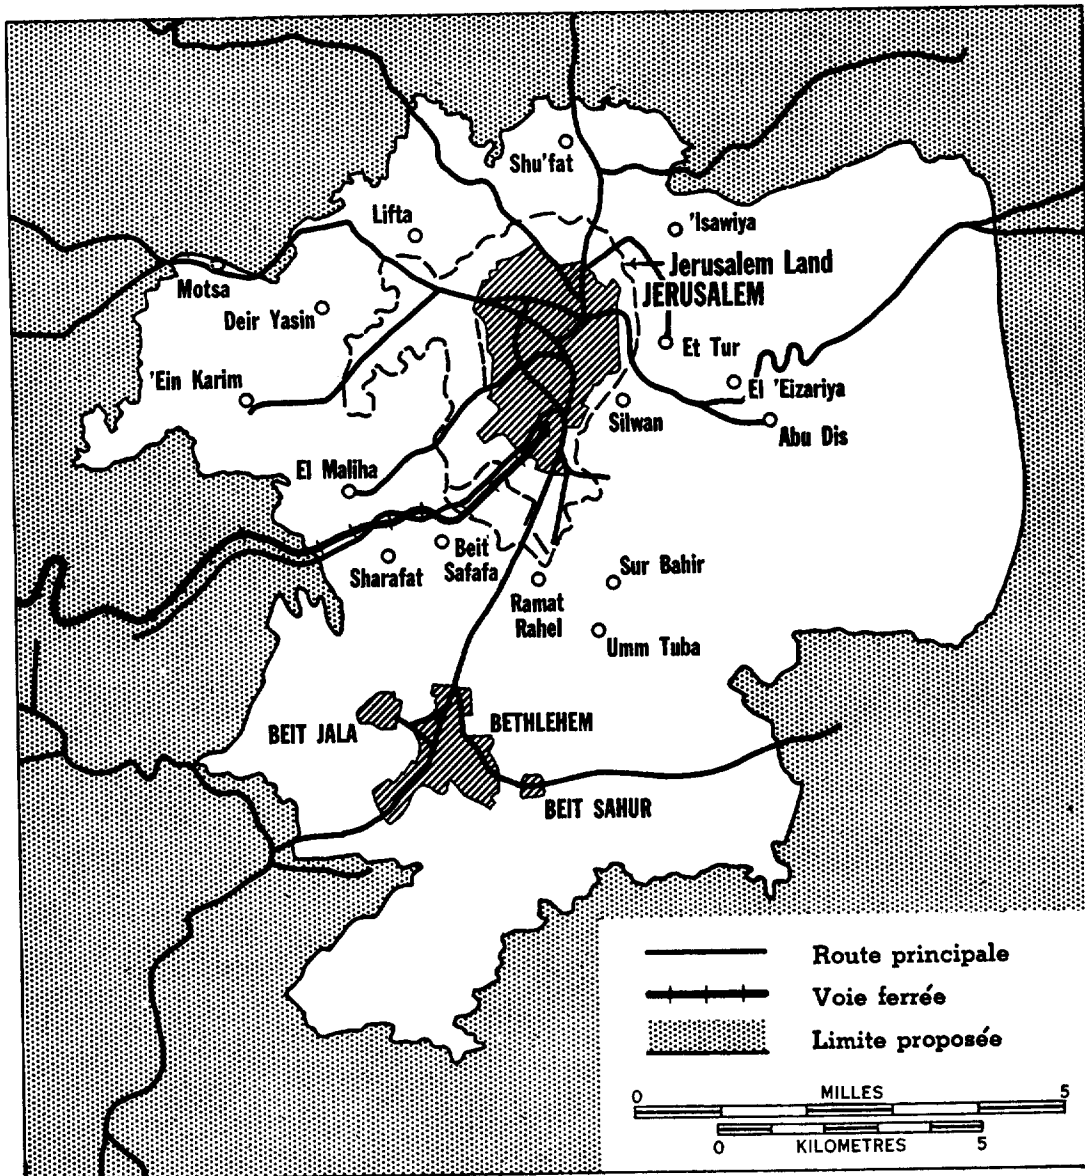 Shu'fat
Lifta
'Isawiya
Jerusalem Land
JERUSALEM
Motsa
Deir Yasin
Et Tur
'Ein Karim
El 'Eizariya
Silwan
Abu Dis
El Maliha
Beit
Safafa
Sharafat
Sur Bahir
Ramat
Rahel
Umm Tuba
BEIT JALA
BETHLEHEM
BEIT SAHUR
Route principale
Voie ferrée
Limite proposée
0 MILLES 5
0 KILOMETRES 5